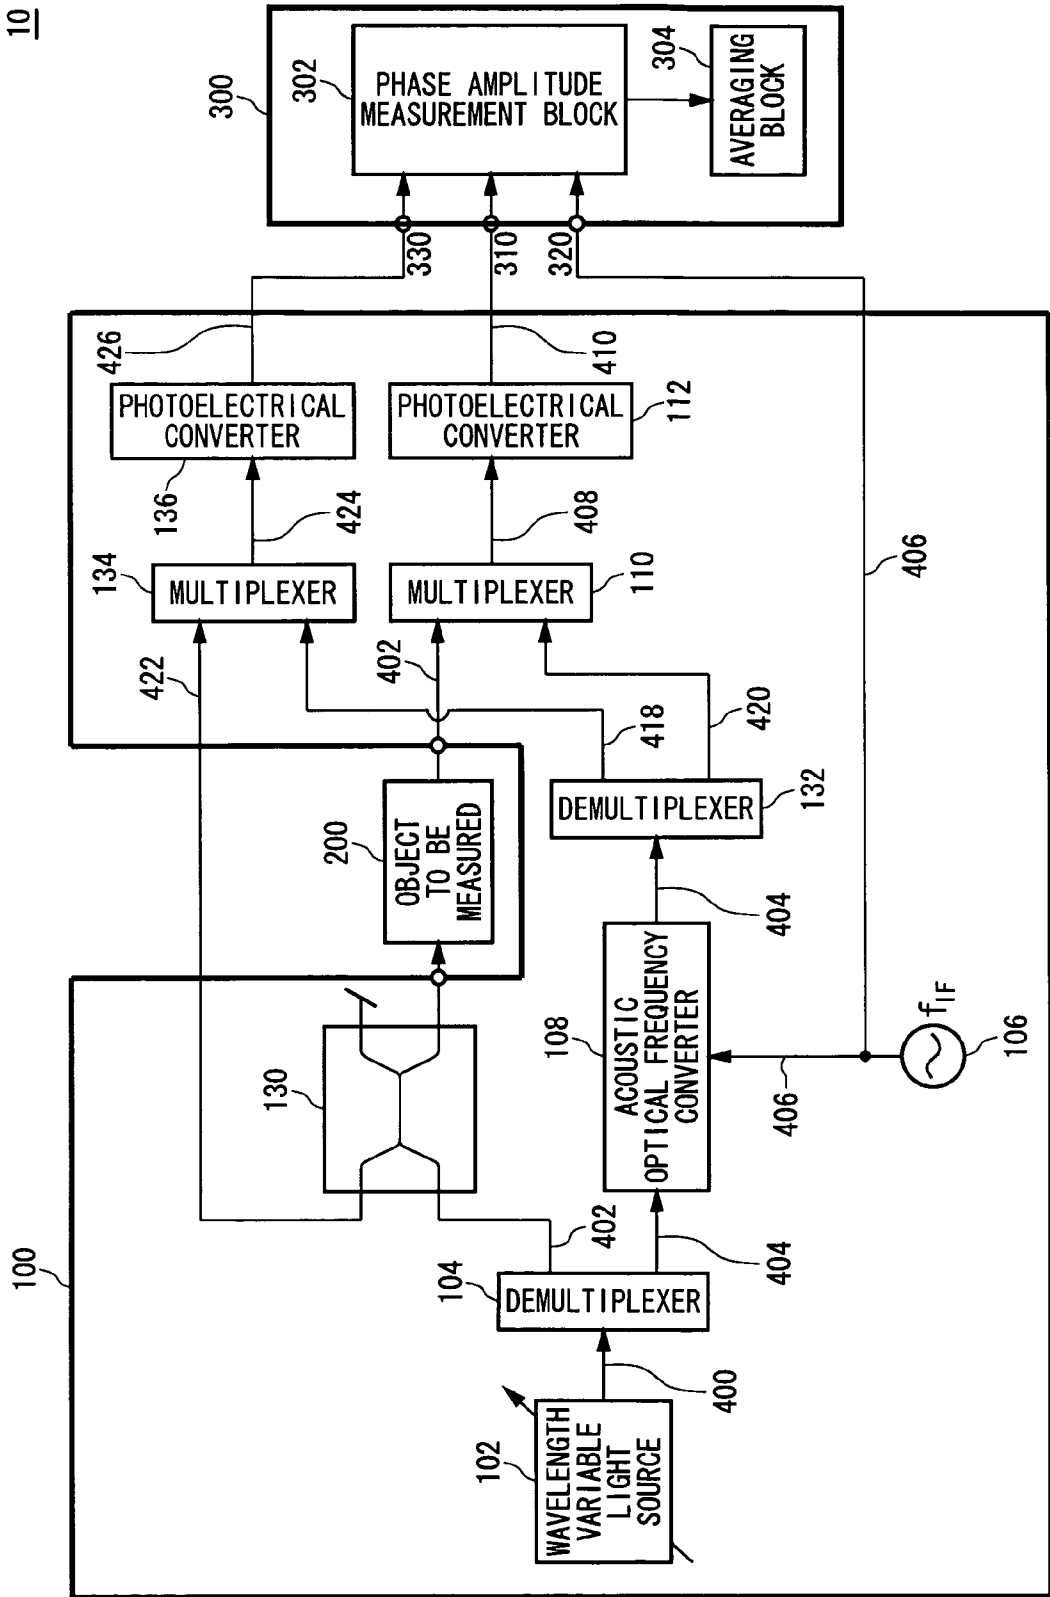 10
100
102
WAVELENGTH
VARIABLE
LIGHT
SOURCE
400
104
DEMULTIPLEXER
402
404
130
108
ACOUSTIC
OPTICAL FREQUENCY
CONVERTER
406
106
fIF
404
200
OBJECT
TO BE
MEASURED
DEMULTIPLEXER
132
418
420
422
402
134
MULTIPLEXER
MULTIPLEXER
110
424
408
136
PHOTOELECTRICAL
CONVERTER
PHOTOELECTRICAL
CONVERTER
112
426
410
406
300
330
310
320
302
PHASE AMPLITUDE
MEASUREMENT BLOCK
304
AVERAGING
BLOCK